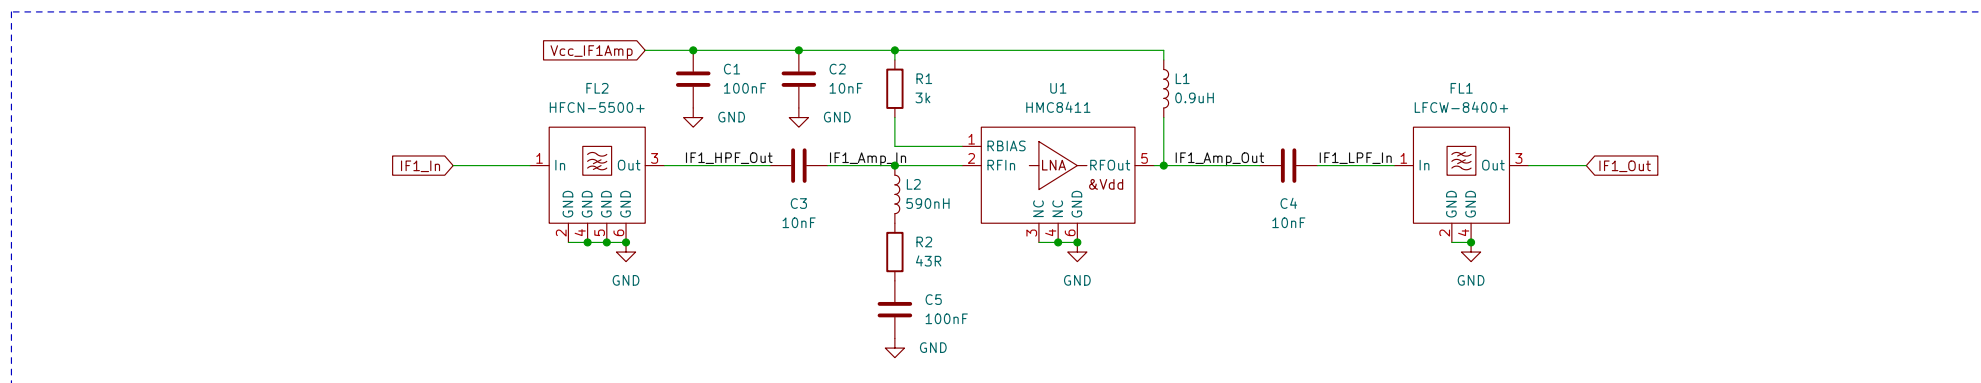 Vcc_IF1Amp
C1
100nF
GND
C2
10nF
GND
R1
3k
L1
0.9uH
FL2
HFCN-5500+
IF1_In
1
In
Out
3
GND
GND
GND
GND
2
4
5
6
GND
IF1_HPF_Out
C3
10nF
IF1_Amp_In
L2
590nH
R2
43R
C5
100nF
GND
U1
HMC8411
1
RBIAS
2
RFIn
LNA
RFOut
&Vdd
5
NC
NC
GND
3
4
6
GND
IF1_Amp_Out
C4
10nF
IF1_LPF_In
FL1
LFCW-8400+
1
In
Out
3
GND
GND
2
4
GND
IF1_Out